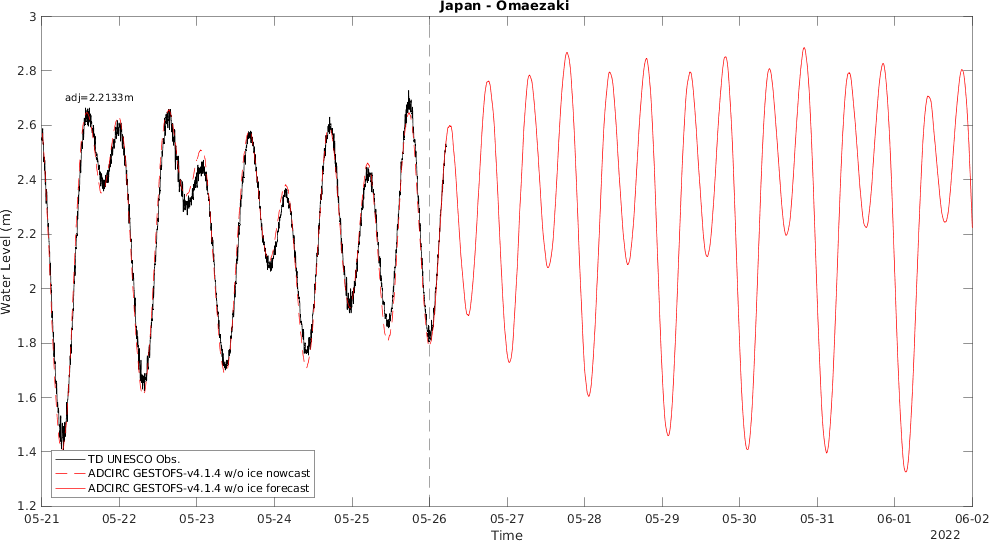 Japan - Omaezaki
3
2.8
2.6
2.4
2.2
2
1.8
1.6
1.4
1.2
Water Level (m)
adj=2.2133m
TD UNESCO Obs.
ADCIRC GESTOFS-v4.1.4 w/o ice nowcast
ADCIRC GESTOFS-v4.1.4 w/o ice forecast
05-21 05-22 05-23 05-24 05-25 05-26 05-27 05-28 05-29 05-30 05-31 06-01 06-02
Time
2022